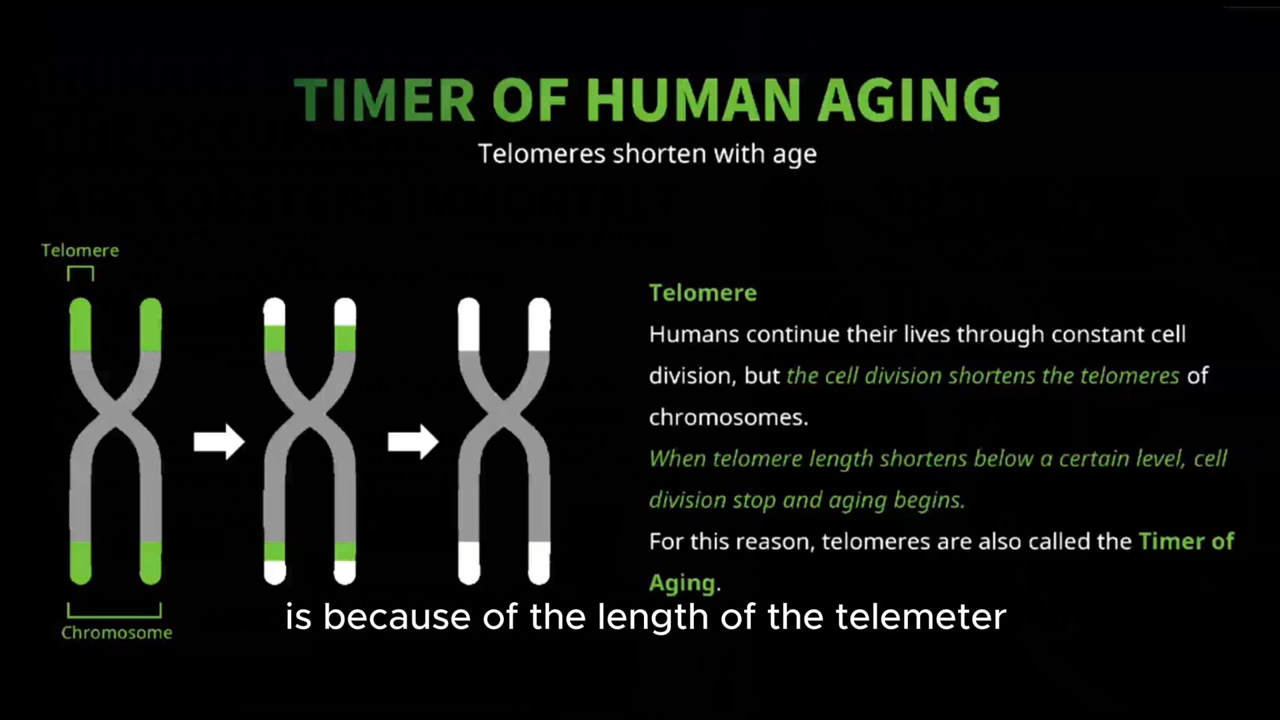 TIMER OF HUMAN AGING
Telomeres shorten with age
Telomere
Telomere
Humans continue their lives through constant cell
division, but the cell division shortens the telomeres of
chromosomes.
When telomere length shortens below a certain level, cell
division stop and aging begins.
For this reason, telomeres are also called the Timer of
Aging.
Chromosome
is because of the length of the telemeter